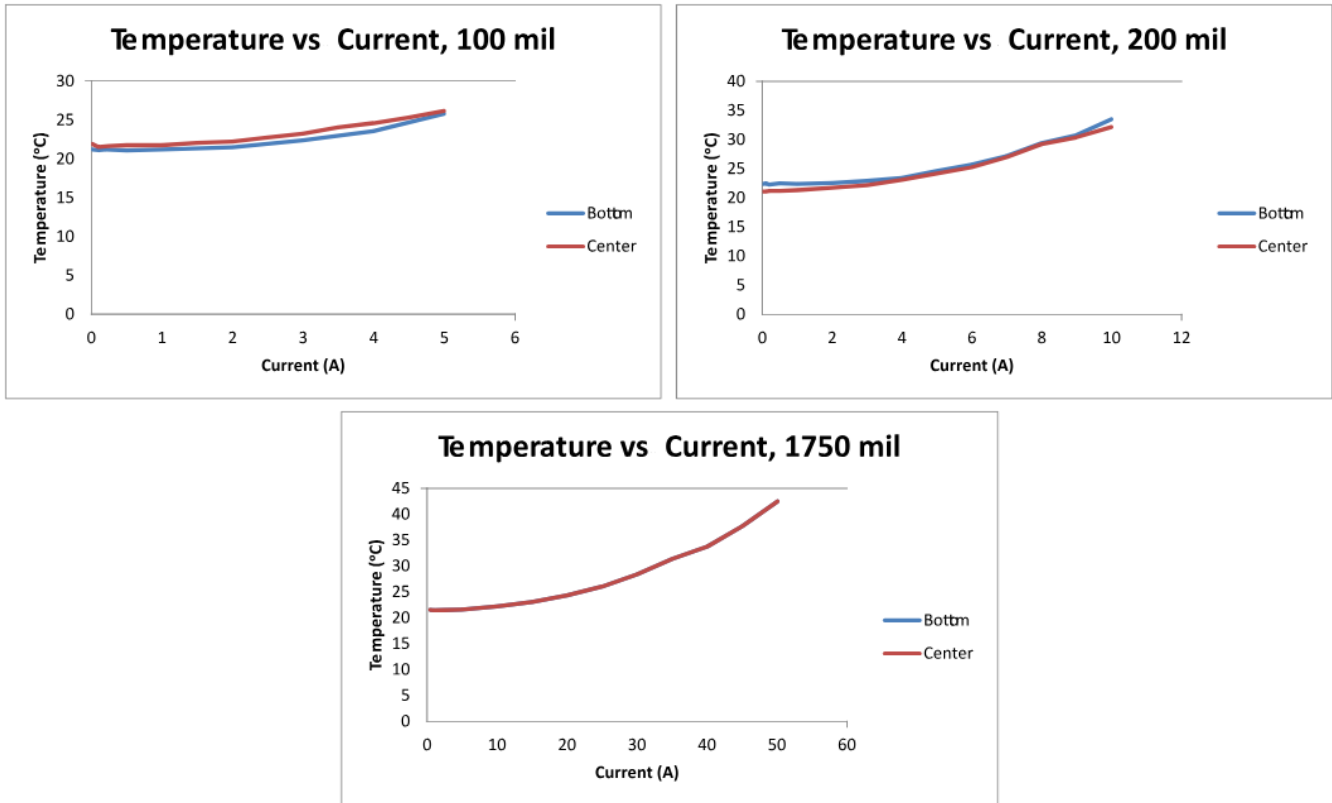 Temperature vs Current, 100 mil
30
25
20
15
10
5
0
0 1 2 3 4 5 6
Temperature (°C)
Current (A)
Bottom
Center
Temperature vs Current, 200 mil
40
35
30
25
20
15
10
5
0
0 2 4 6 8 10 12
Temperature (°C)
Current (A)
Bottom
Center
Temperature vs Current, 1750 mil
45
40
35
30
25
20
15
10
5
0
0 10 20 30 40 50 60
Temperature (°C)
Current (A)
Bottom
Center